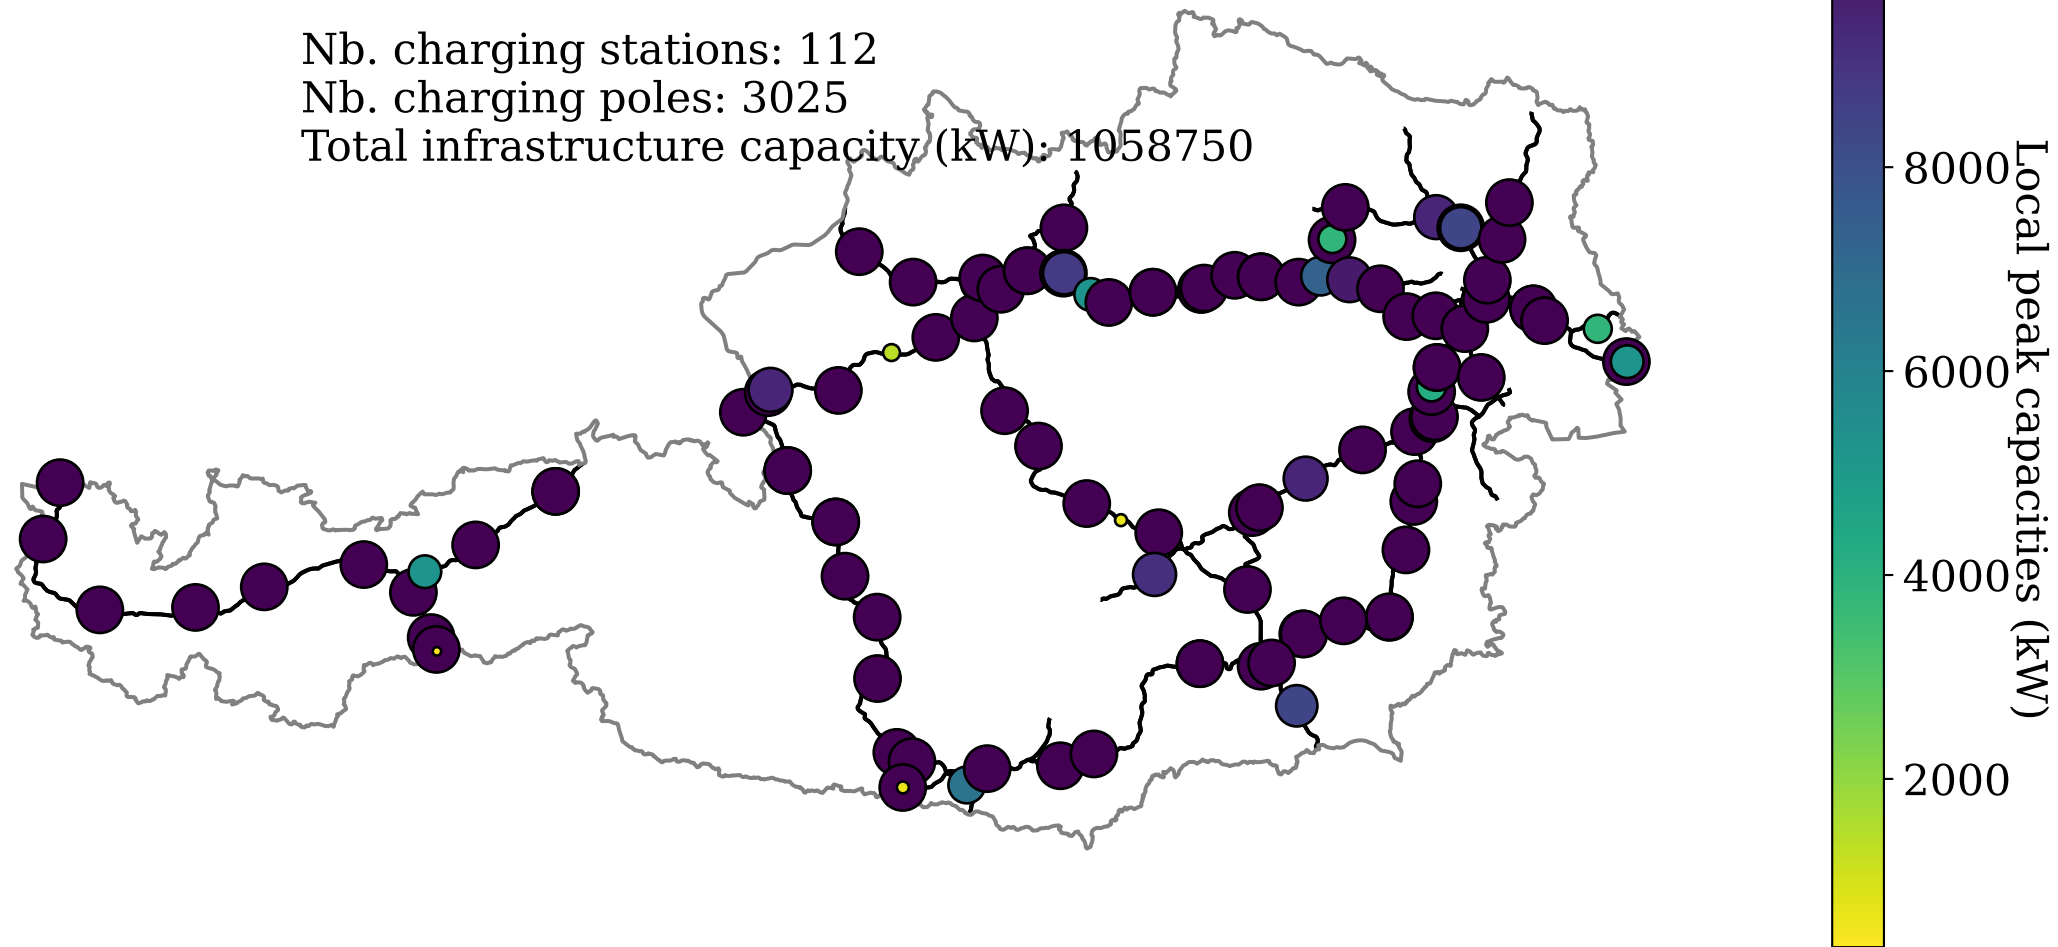 Nb. charging stations: 112
Nb. charging poles: 3025
Total infrastructure capacity (kW): 1058750
8000
6000
4000
2000
Local peak capacities (kW)